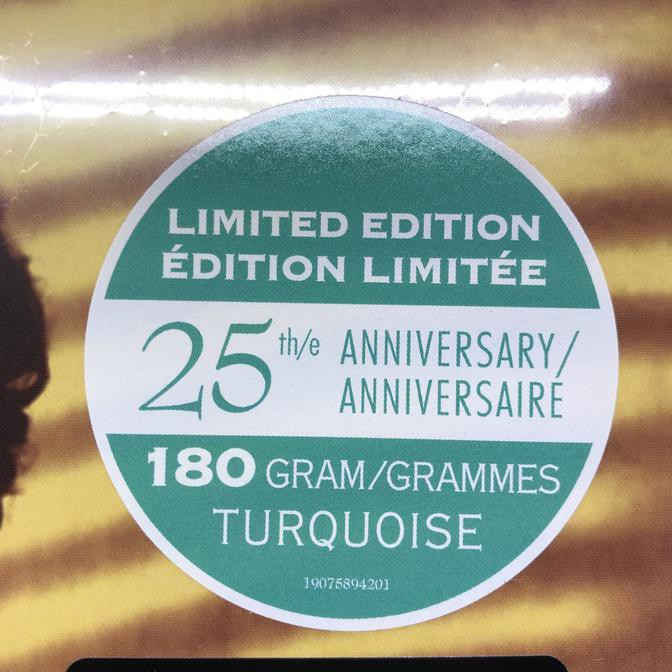 LIMITED EDITION
ÉDITION LIMITÉE
25th/e ANNIVERSARY/
ANNIVERSAIRE
180 GRAM/GRAMMES
TURQUOISE
19075894201